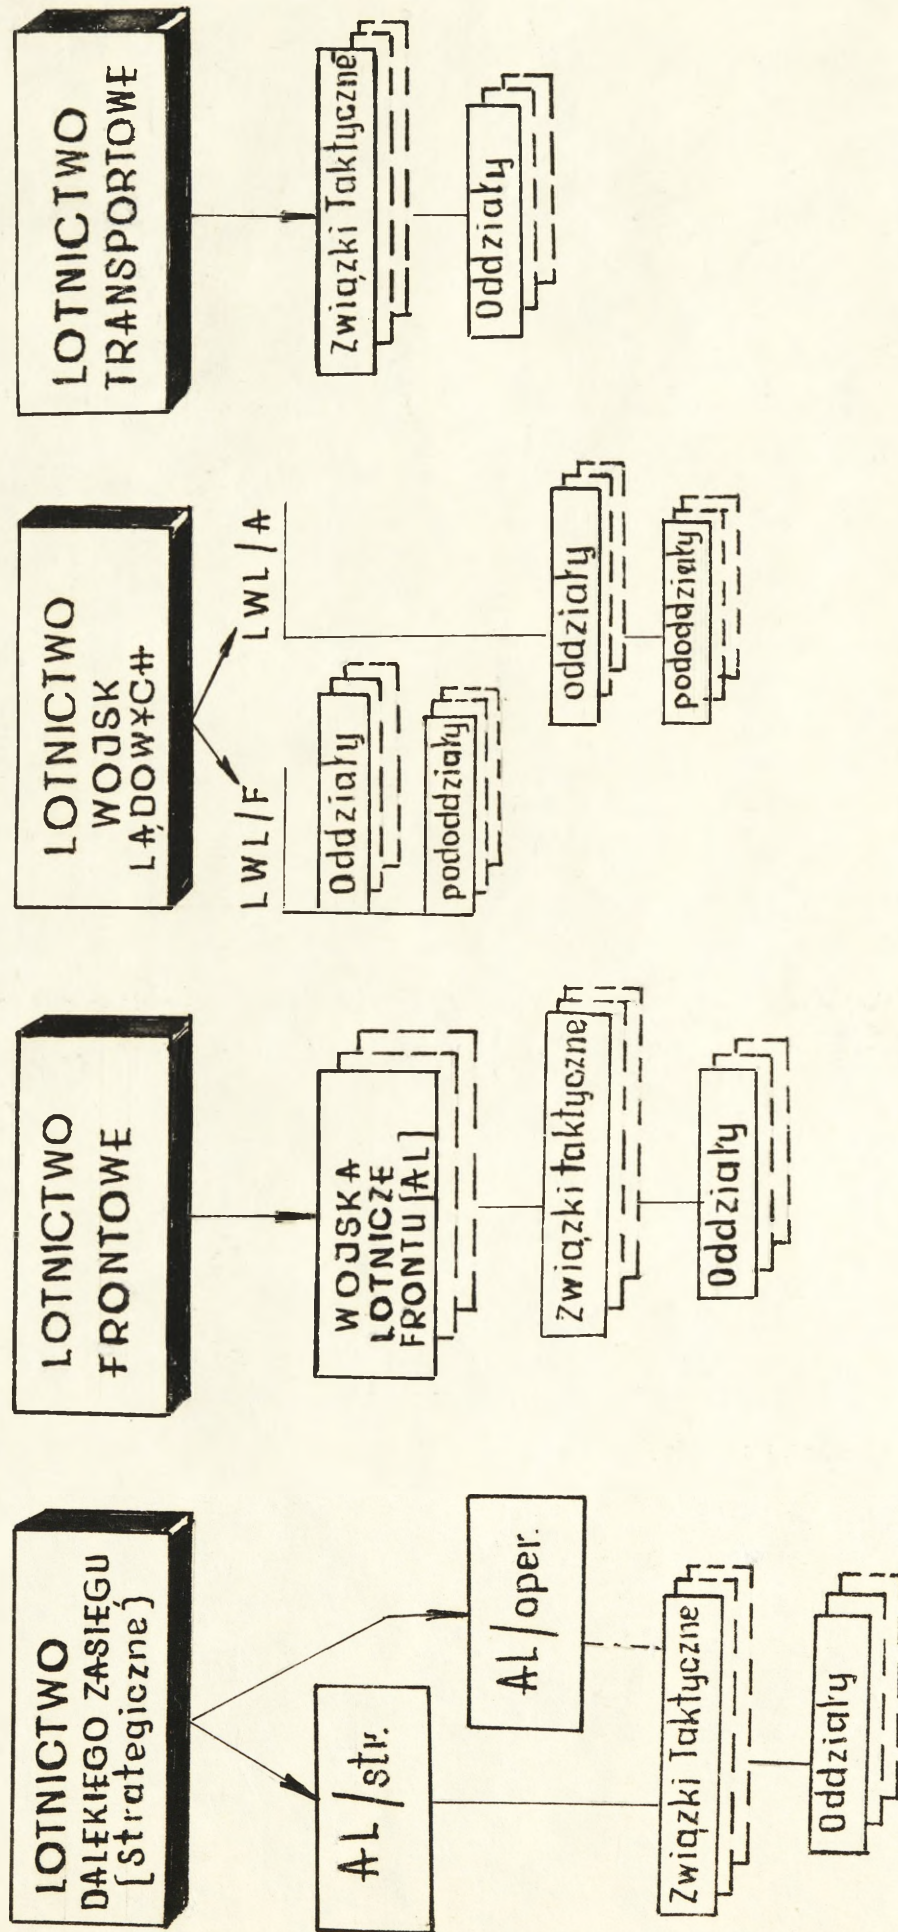 LOTNICTWO
DALEKIEGO ZASIĘGU
[strategiczne]
AL/str.
AL/oper.
Związki Taktyczne
Oddziały
LOTNICTWO
FRONTOWE
WOJSKA
LOTNICZE
FRONTU [AL]
Związki taktyczne
Oddziały
LOTNICTWO
WOJSK
LĄDOWYCH
LWL/F
LWL/A
Oddziały
pododdziały
oddziały
pododdziały
LOTNICTWO
TRANSPORTOWE
Związki Taktyczne
Oddziały